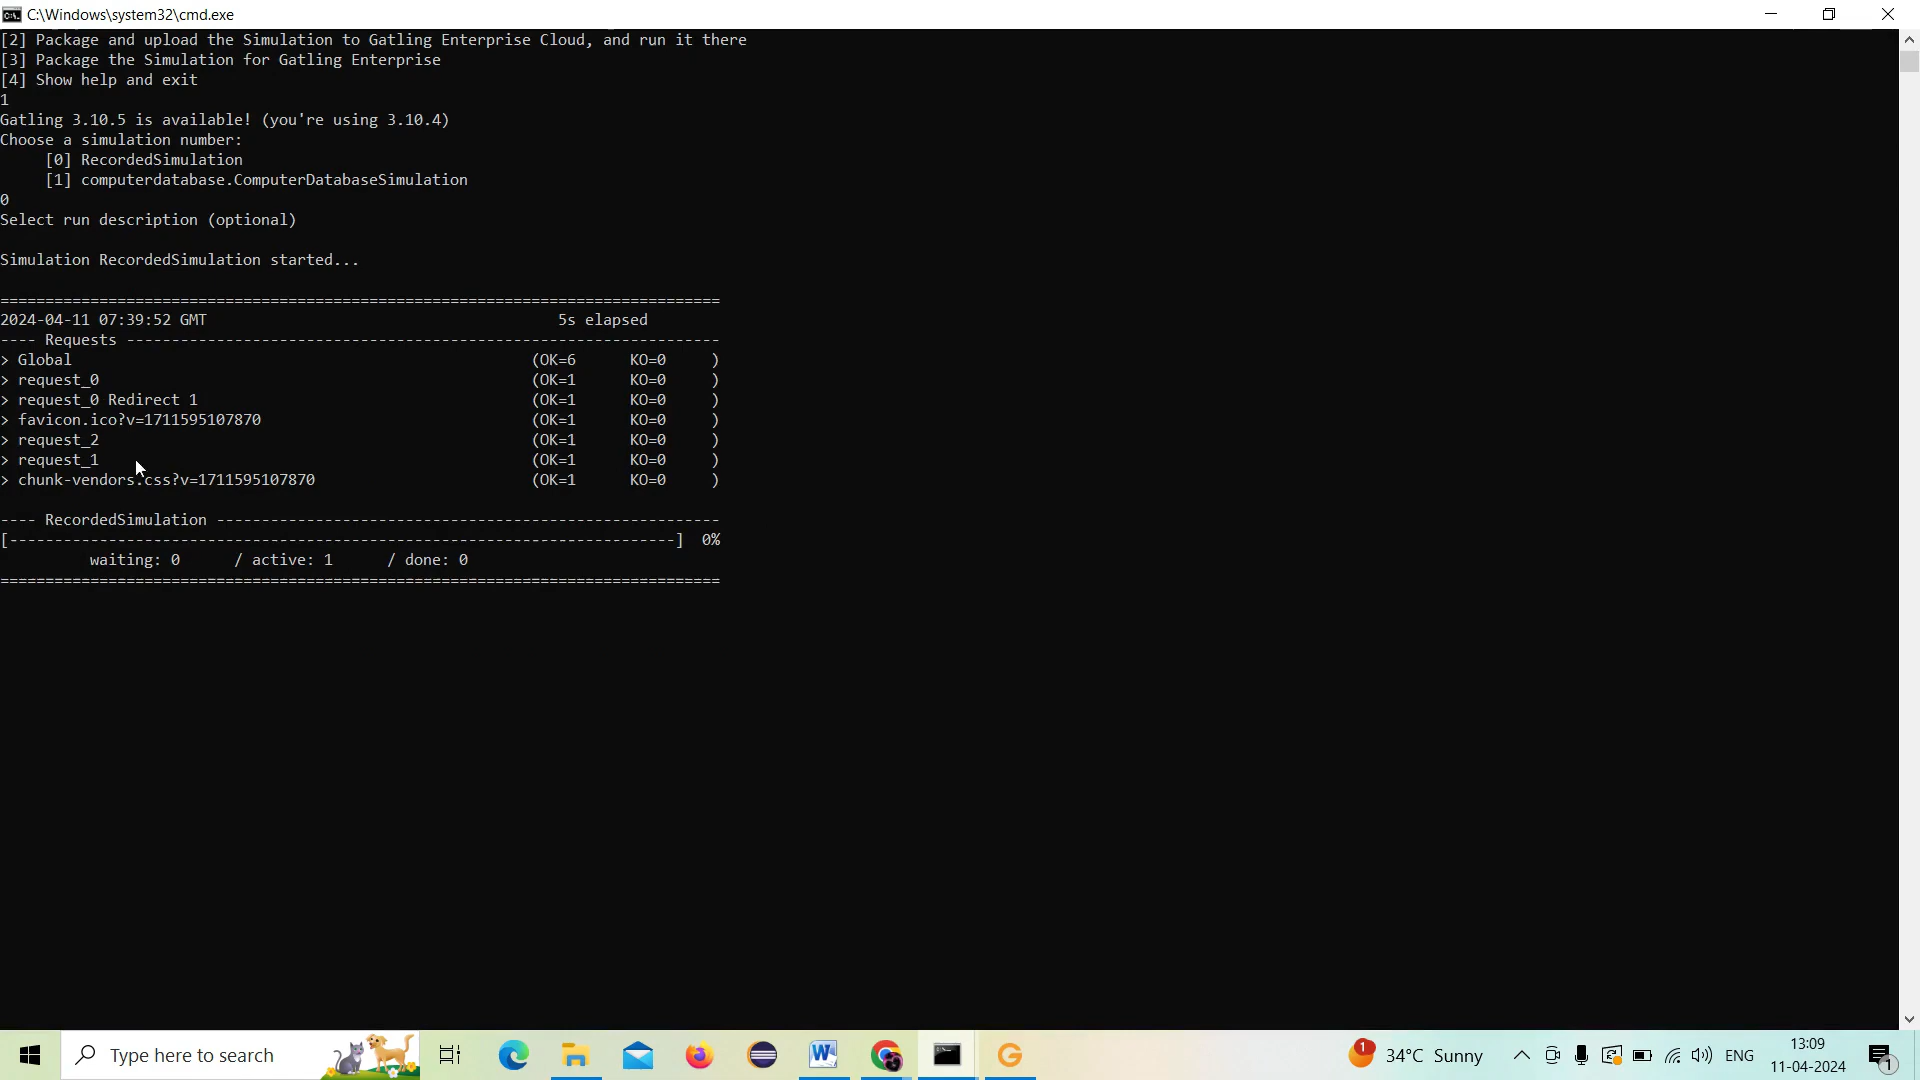 C:\Windows\system32\cmd.exe
[2] Package and upload the Simulation to Gatling Enterprise Cloud, and run it there
[3] Package the Simulation for Gatling Enterprise
[4] Show help and exit
1
Gatling 3.10.5 is available! (you're using 3.10.4)
Choose a simulation number:
     [0] RecordedSimulation
     [1] computerdatabase.ComputerDatabaseSimulation
0
Select run description (optional)
Simulation RecordedSimulation started...
================================================================================
2024-04-11 07:39:52 GMT                                       5s elapsed
---- Requests ------------------------------------------------------------------
> Global                                                   (OK=6      KO=0     )
> request_0                                                (OK=1      KO=0     )
> request_0 Redirect 1                                     (OK=1      KO=0     )
> favicon.ico?v=1711595107870                              (OK=1      KO=0     )
> request_2                                                (OK=1      KO=0     )
> request_1                                                (OK=1      KO=0     )
> chunk-vendors.css?v=1711595107870                        (OK=1      KO=0     )
---- RecordedSimulation --------------------------------------------------------
[--------------------------------------------------------------------------]  0%
          waiting: 0      / active: 1      / done: 0
================================================================================
Type here to search
1
34°C Sunny
ENG
13:09
11-04-2024
1